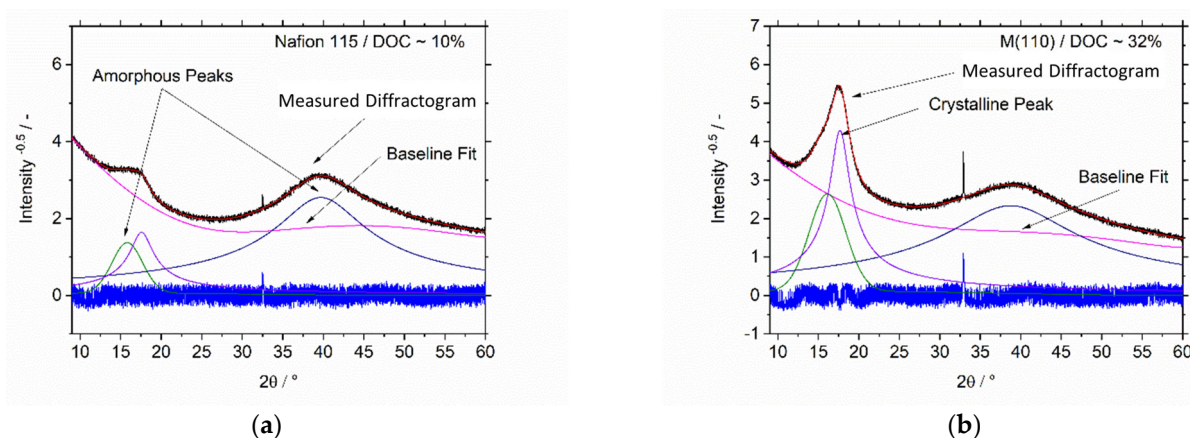 Nafion 115 / DOC ~ 10%
Amorphous Peaks
Measured Diffractogram
Baseline Fit
Intensity -0.5 / -
6
4
2
0
10 15 20 25 30 35 40 45 50 55 60
2θ / °
(a)
7
M(110) / DOC ~ 32%
6
Measured Diffractogram
5
Crystalline Peak
4
Intensity -0.5 / -
3
Baseline Fit
2
1
0
-1
10 15 20 25 30 35 40 45 50 55 60
2θ / °
(b)